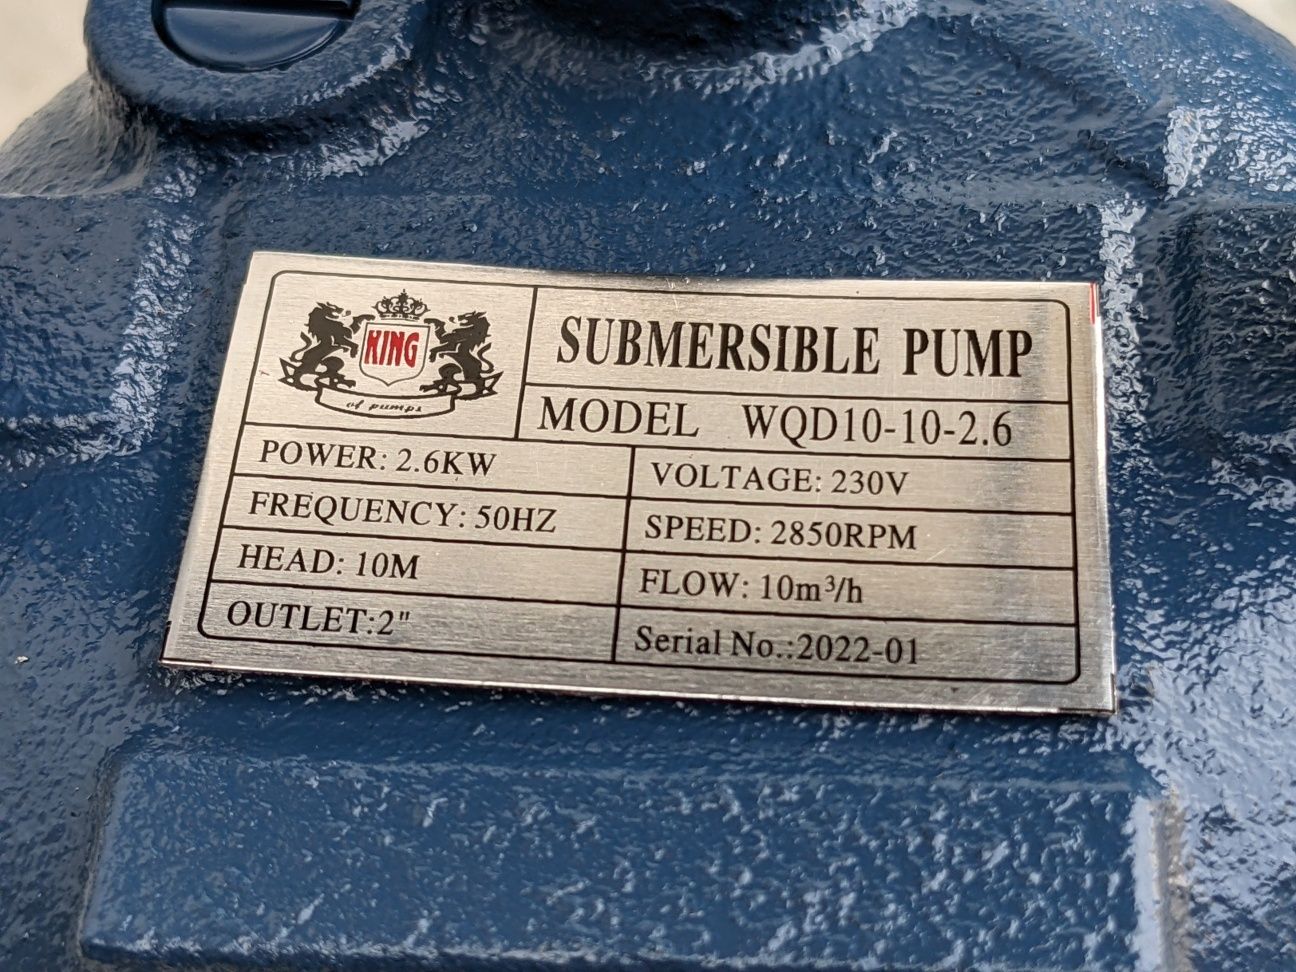 KING
of pumps
SUBMERSIBLE PUMP
MODEL WQD10-10-2.6
POWER: 2.6KW
VOLTAGE: 230V
FREQUENCY: 50HZ
SPEED: 2850RPM
HEAD: 10M
FLOW: 10m³/h
OUTLET:2"
Serial No.:2022-01